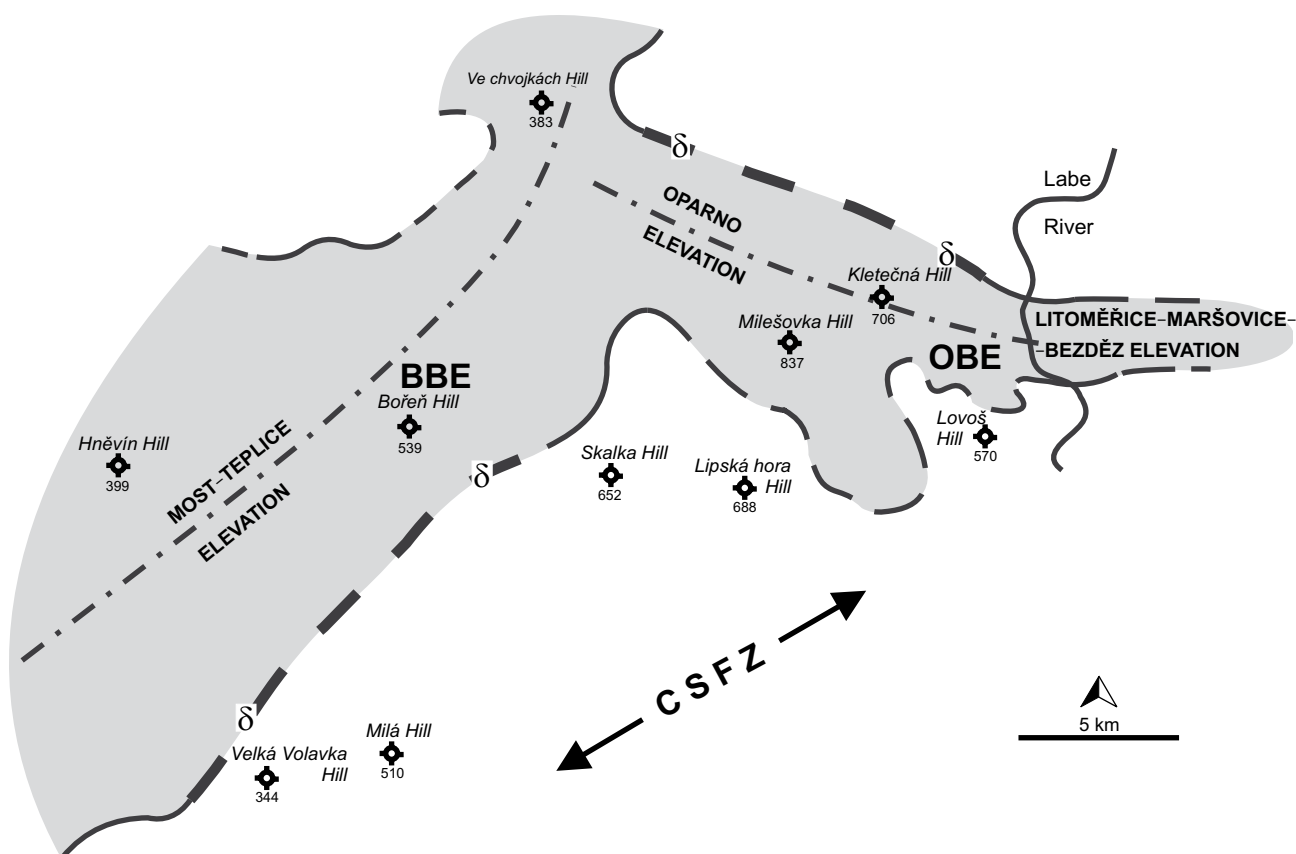 Ve chvojkách Hill
383
δ
Labe
River
OPARNO
ELEVATION
δ
Kletečná Hill
706
Milešovka Hill
837
LITOMĚŘICE–MARŠOVICE–
–BEZDĚZ ELEVATION
OBE
BBE
Bořeň Hill
539
Lovoš
Hill
570
Hněvín Hill
399
MOST–TEPLICE
ELEVATION
δ
Skalka Hill
652
Lipská hora
Hill
688
CSFZ
5 km
δ
Milá Hill
510
Velká Volavka
Hill
344